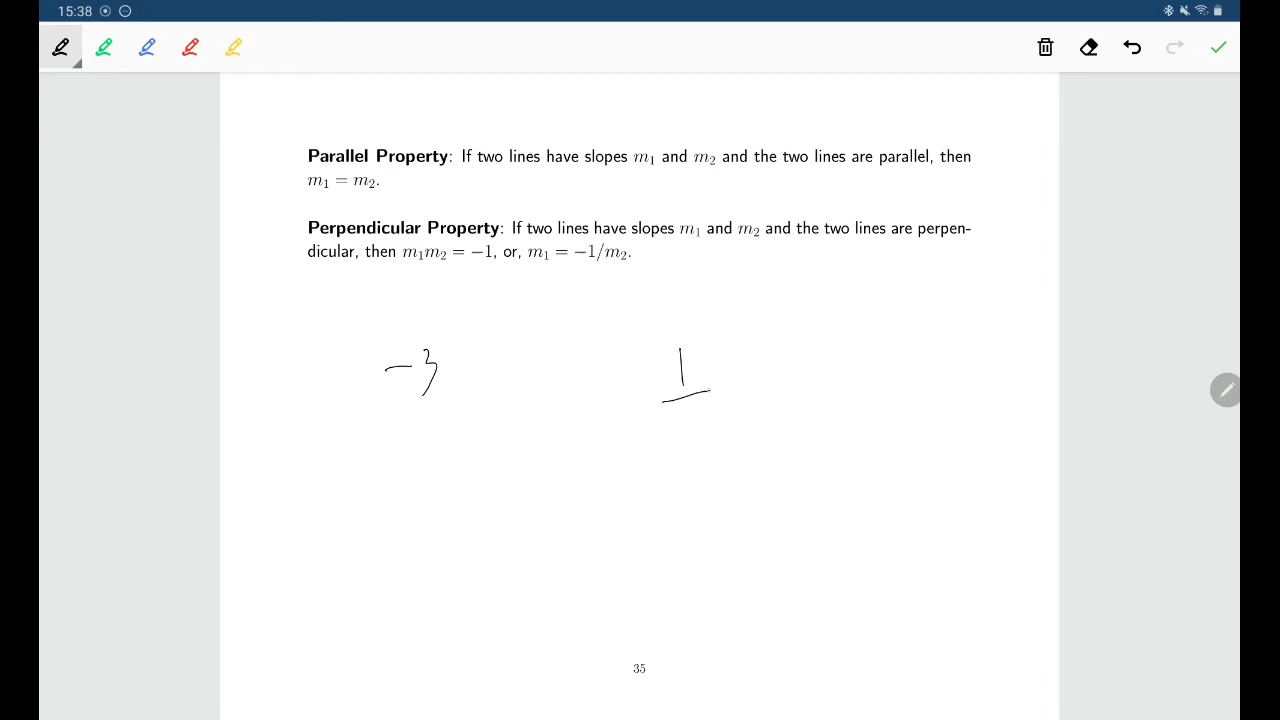 15:38
Parallel Property: If two lines have slopes m₁ and m₂ and the two lines are parallel, then
m₁ = m₂.
Perpendicular Property: If two lines have slopes m₁ and m₂ and the two lines are perpen-
dicular, then m₁m₂ = −1, or, m₁ = −1/m₂.
−3 1
35